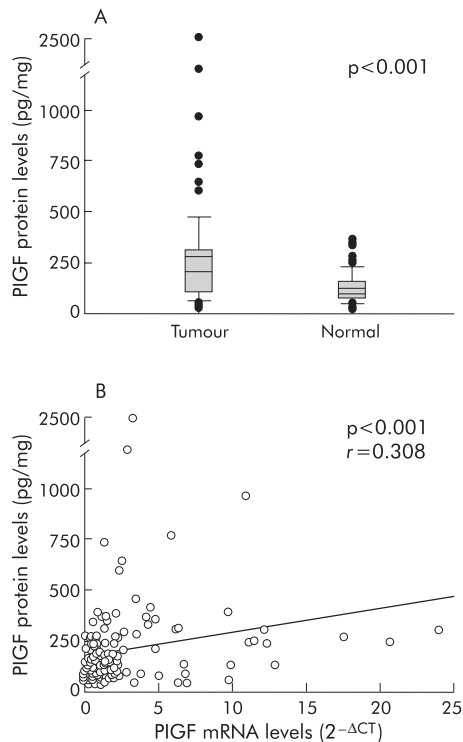 A
PlGF protein levels (pg/mg)
2500
1000
750
500
250
0
p<0.001
Tumour
Normal
B
PlGF protein levels (pg/mg)
2500
1000
750
500
250
0
p<0.001
r=0.308
0 5 10 15 20 25
PlGF mRNA levels (2⁻ΔCT)